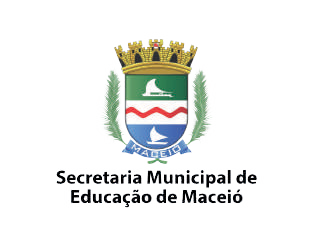 MACEIÓ
Secretaria Municipal de
Educação de Maceió